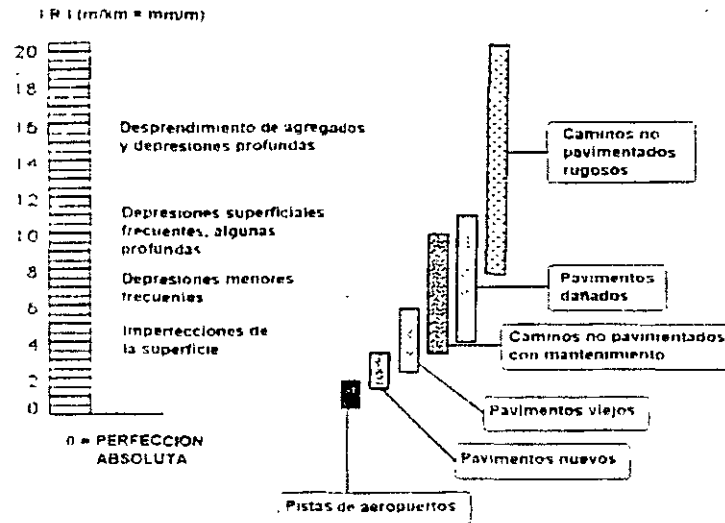 I R I (m/km = mm/m)
20
18
16
14
12
10
8
6
4
2
0
Desprendimiento de agregados
y depresiones profundas
Depresiones superficiales
frecuentes, algunas
profundas
Depresiones menores
frecuentes
Imperfecciones de
la superficie
0 = PERFECCION
ABSOLUTA
Caminos no
pavimentados
rugosos
Pavimentos
dañados
Caminos no pavimentados
con mantenimiento
Pavimentos viejos
Pavimentos nuevos
Pistas de aeropuertos